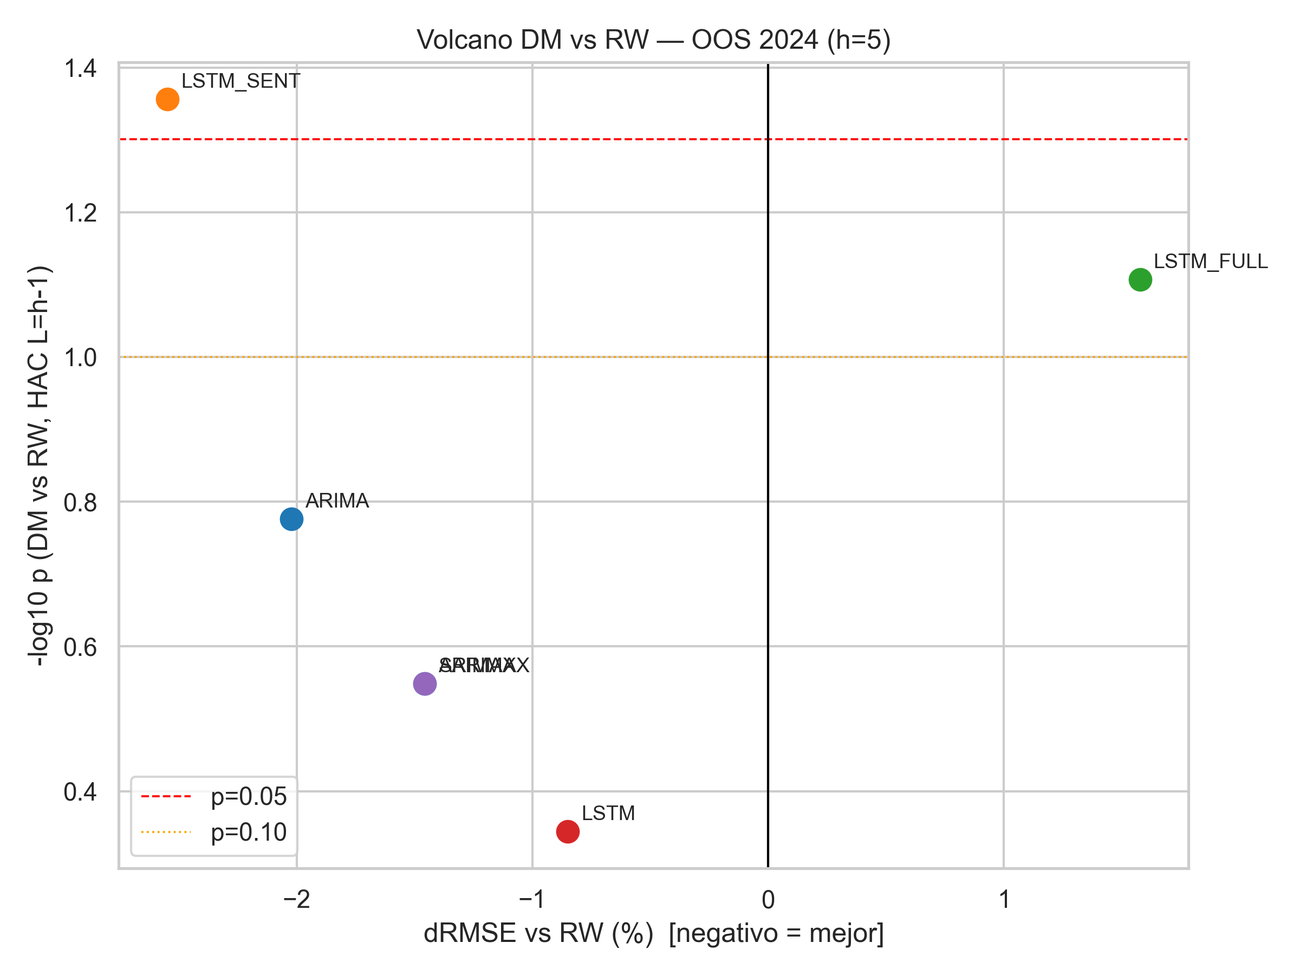 Volcano DM vs RW — OOS 2024 (h=5)
1.4
LSTM_SENT
1.2
LSTM_FULL
1.0
0.8
ARIMA
0.6
LSTM
0.4
-log10 p (DM vs RW, HAC L=h-1)
p=0.05
p=0.10
−2
−1
0
1
dRMSE vs RW (%) [negativo = mejor]